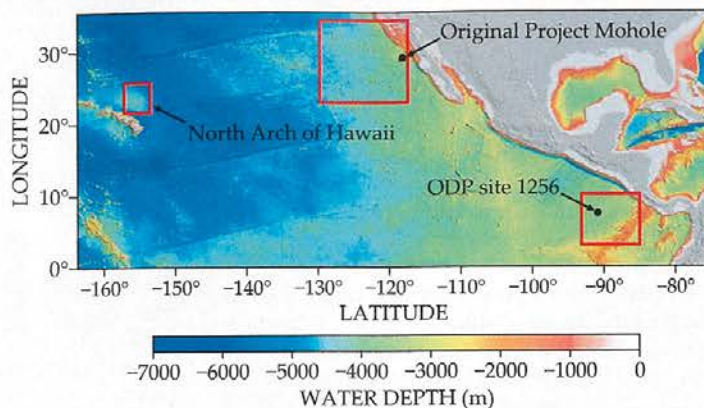 30°
20°
10°
0°
LONGITUDE
Original Project Mohole
North Arch of Hawaii
ODP site 1256
−160° −150° −140° −130° −120° −110° −100° −90° −80°
LATITUDE
−7000 −6000 −5000 −4000 −3000 −2000 −1000 0
WATER DEPTH (m)